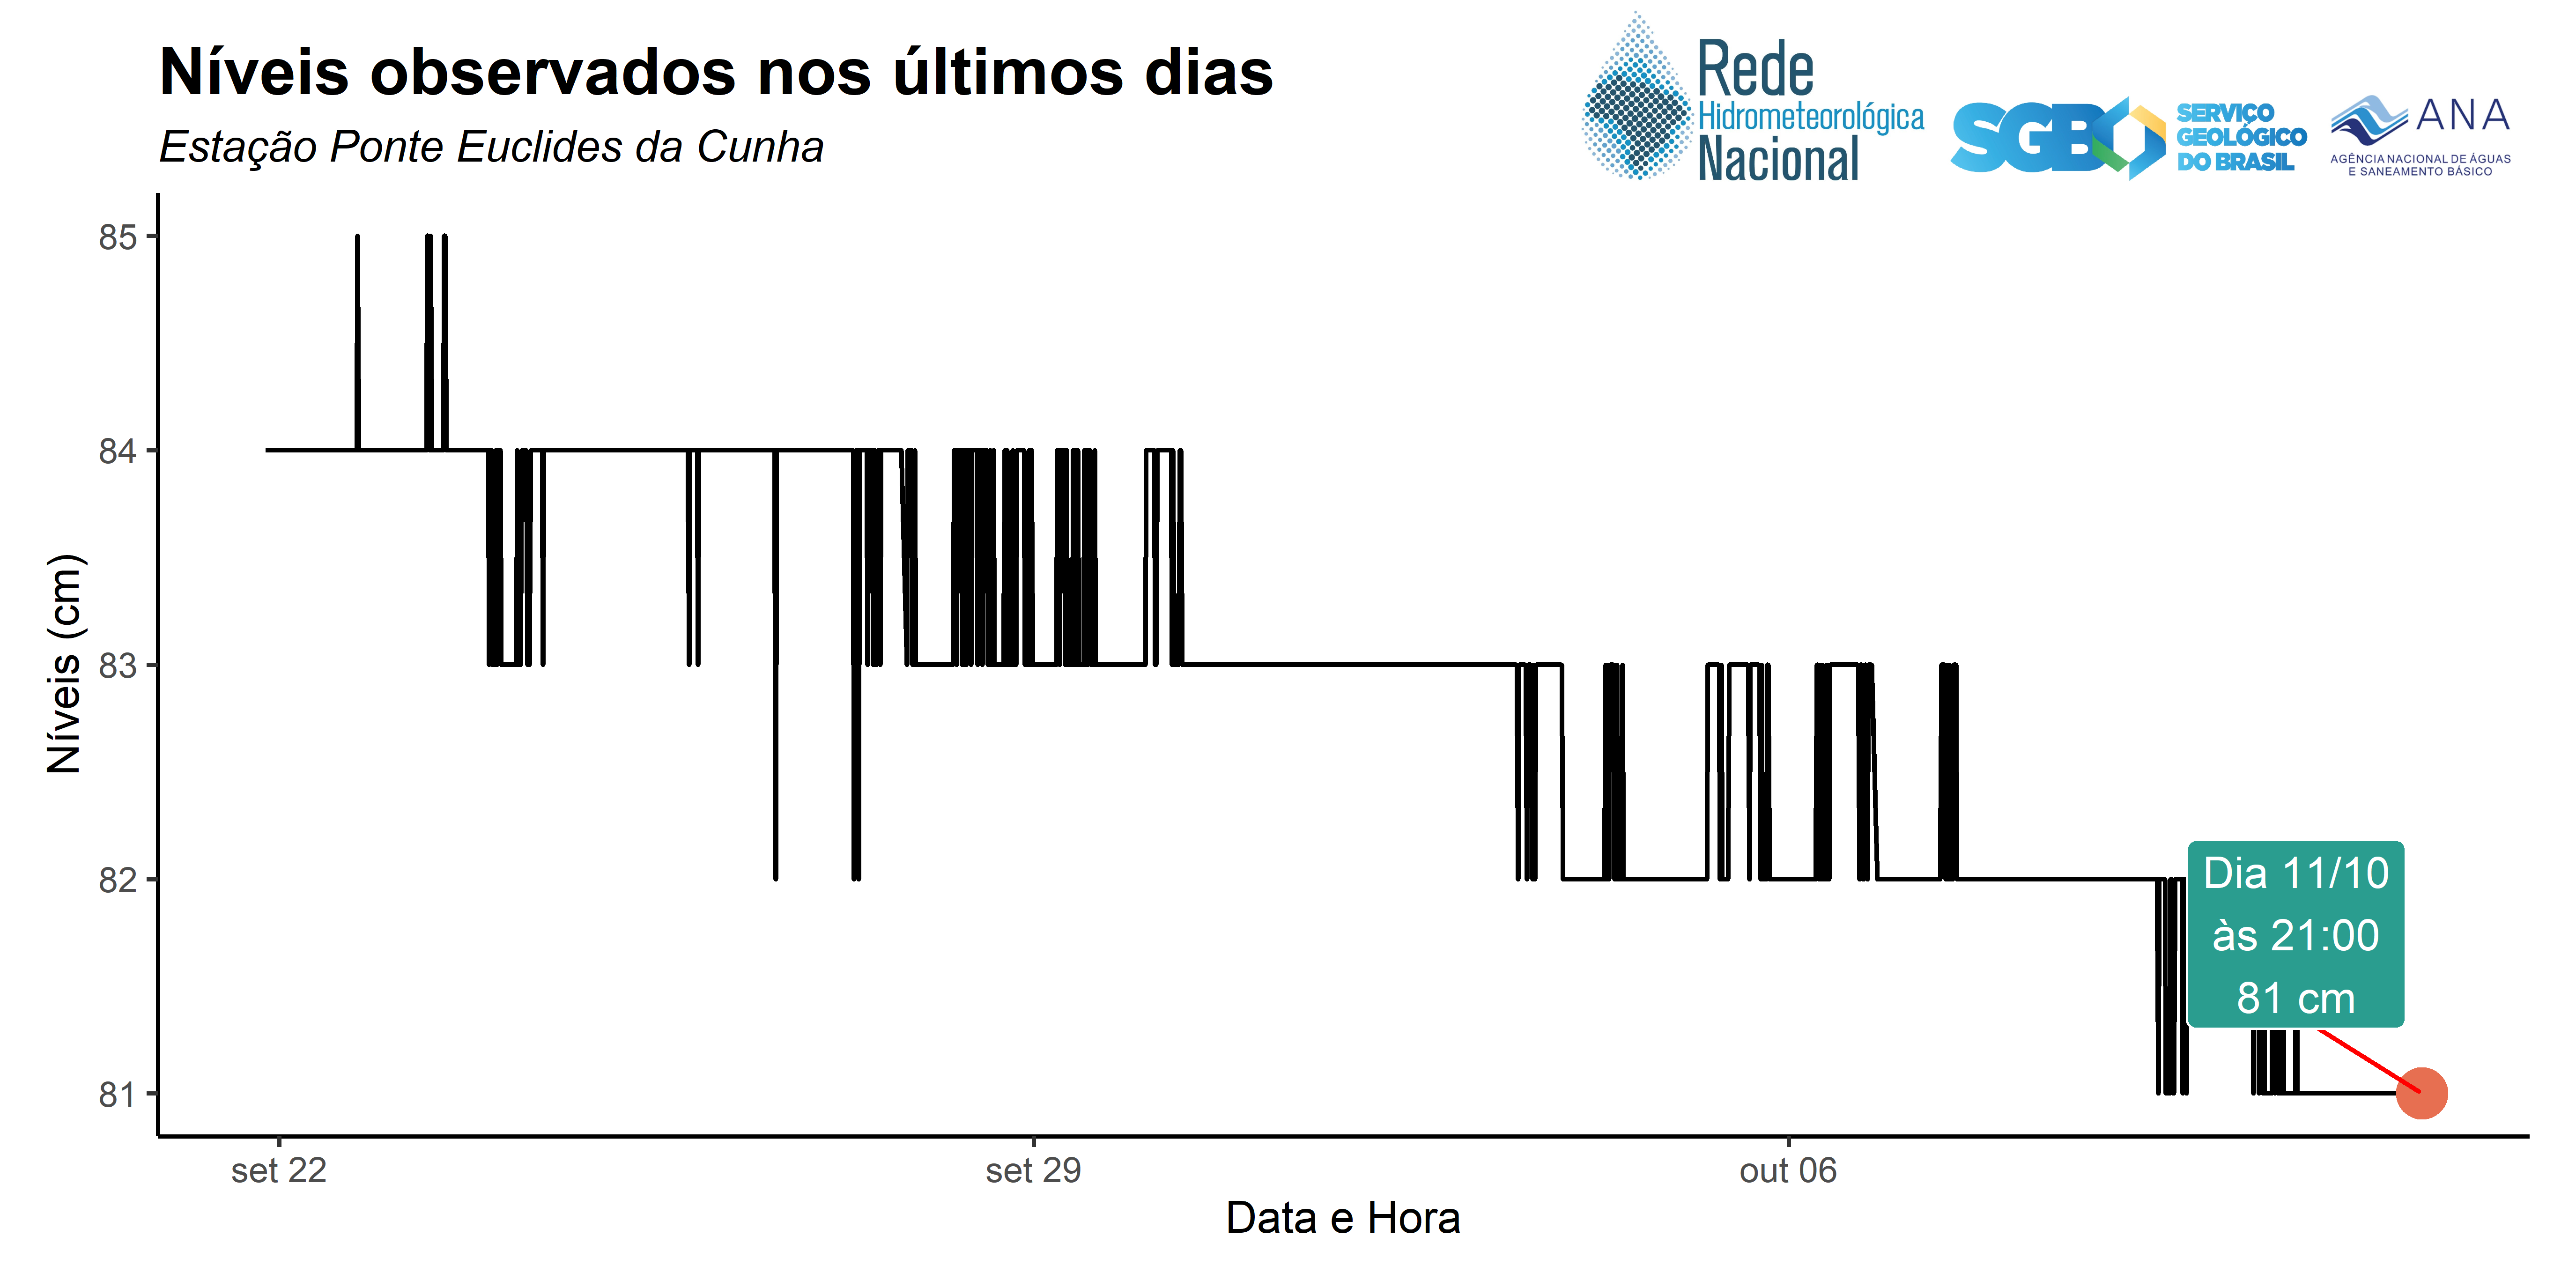 Níveis observados nos últimos dias
Estação Ponte Euclides da Cunha
Rede
Hidrometeorológica
Nacional
SGB
SERVIÇO
GEOLÓGICO
DO BRASIL
ANA
AGÊNCIA NACIONAL DE ÁGUAS
E SANEAMENTO BÁSICO
Níveis (cm)
85
84
83
82
81
Dia 11/10
às 21:00
81 cm
set 22
set 29
out 06
Data e Hora